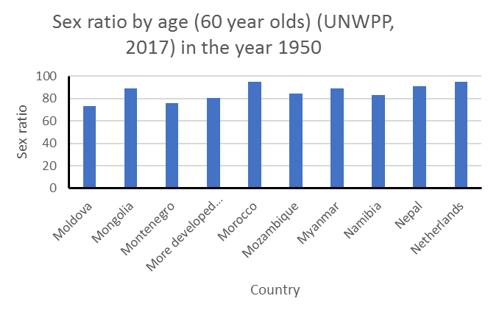 Sex ratio by age (60 year olds) (UNWPP,
2017) in the year 1950
100
80
60
40
20
0
Sex ratio
Moldova
Mongolia
Montenegro
More developed...
Morocco
Mozambique
Myanmar
Namibia
Nepal
Netherlands
Country